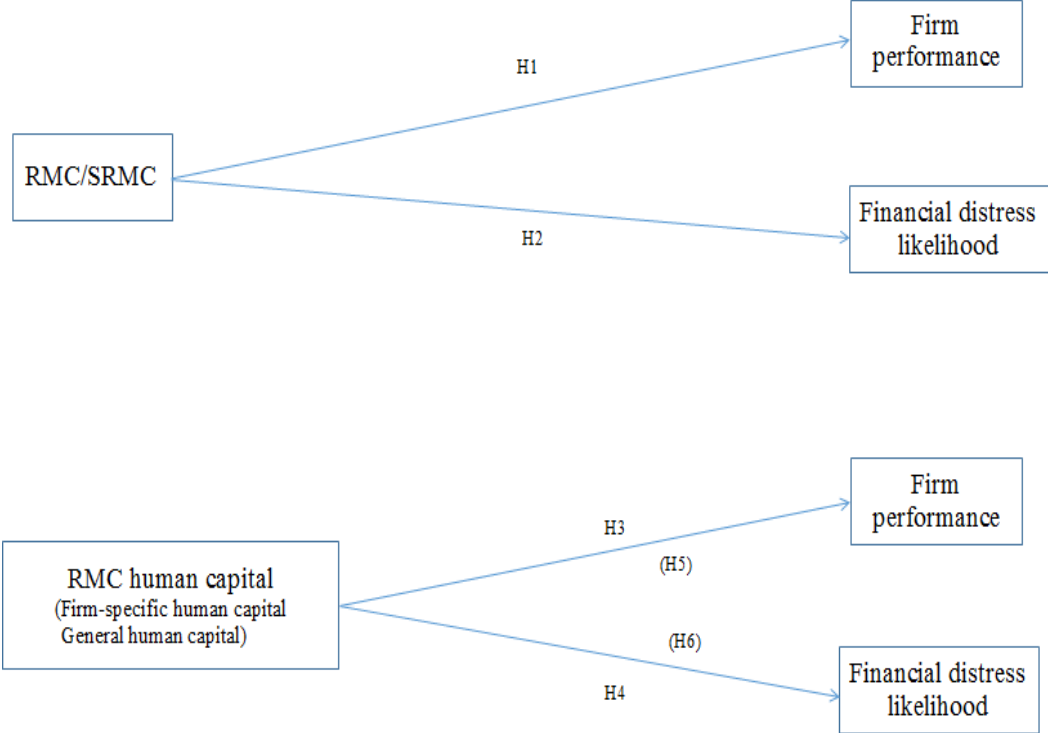 Firm
performance
H1
RMC/SRMC
Financial distress
likelihood
H2
Firm
performance
H3
(H5)
RMC human capital
(Firm-specific human capital
General human capital)
(H6)
H4
Financial distress
likelihood